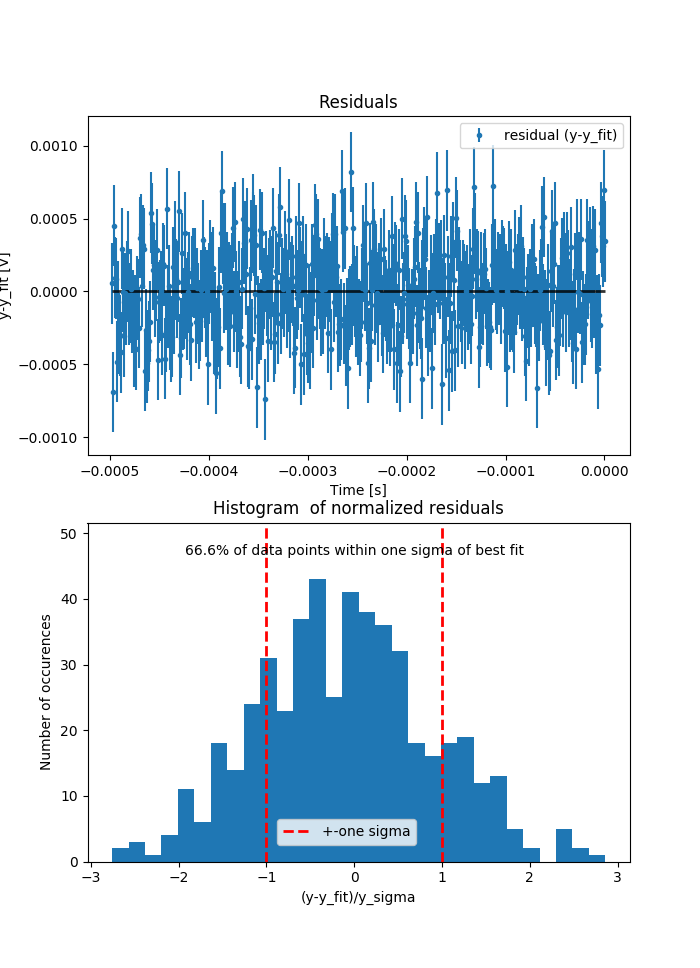 Residuals
residual (y-y_fit)
y-y_fit [V]
0.0010
0.0005
0.0000
−0.0005
−0.0010
−0.0005
−0.0004
−0.0003
−0.0002
−0.0001
0.0000
Time [s]
Histogram  of normalized residuals
66.6% of data points within one sigma of best fit
Number of occurences
50
40
30
20
10
0
+-one sigma
−3
−2
−1
0
1
2
3
(y-y_fit)/y_sigma